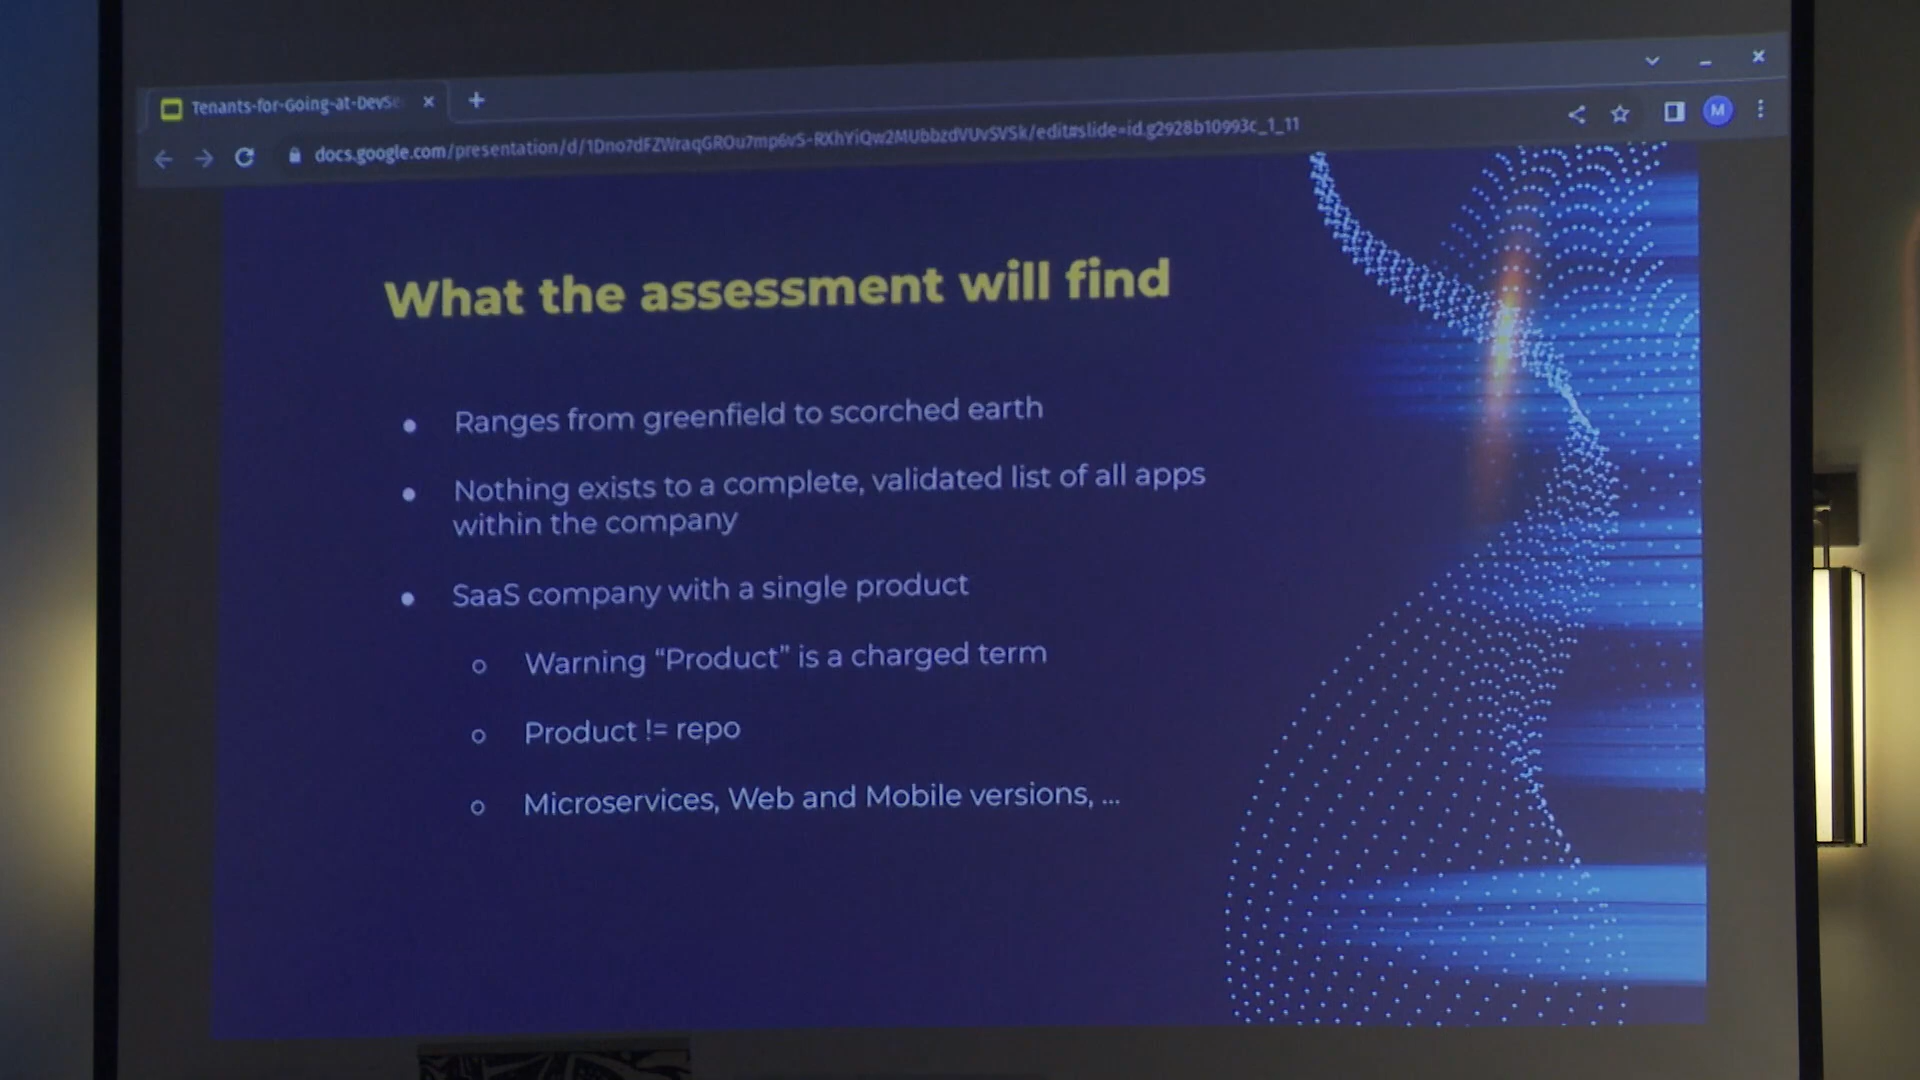 Tenants-for-Going-at-DevSe
docs.google.com/presentation/d/1Dno7dFZWraqGROu7mp6vS-RXhYiQw2MUbbzdVUvSVSk/edit#slide=id.g2928b10993c_1_11
M
What the assessment will find
• Ranges from greenfield to scorched earth
• Nothing exists to a complete, validated list of all apps
within the company
• SaaS company with a single product
○ Warning “Product” is a charged term
○ Product != repo
○ Microservices, Web and Mobile versions, ...